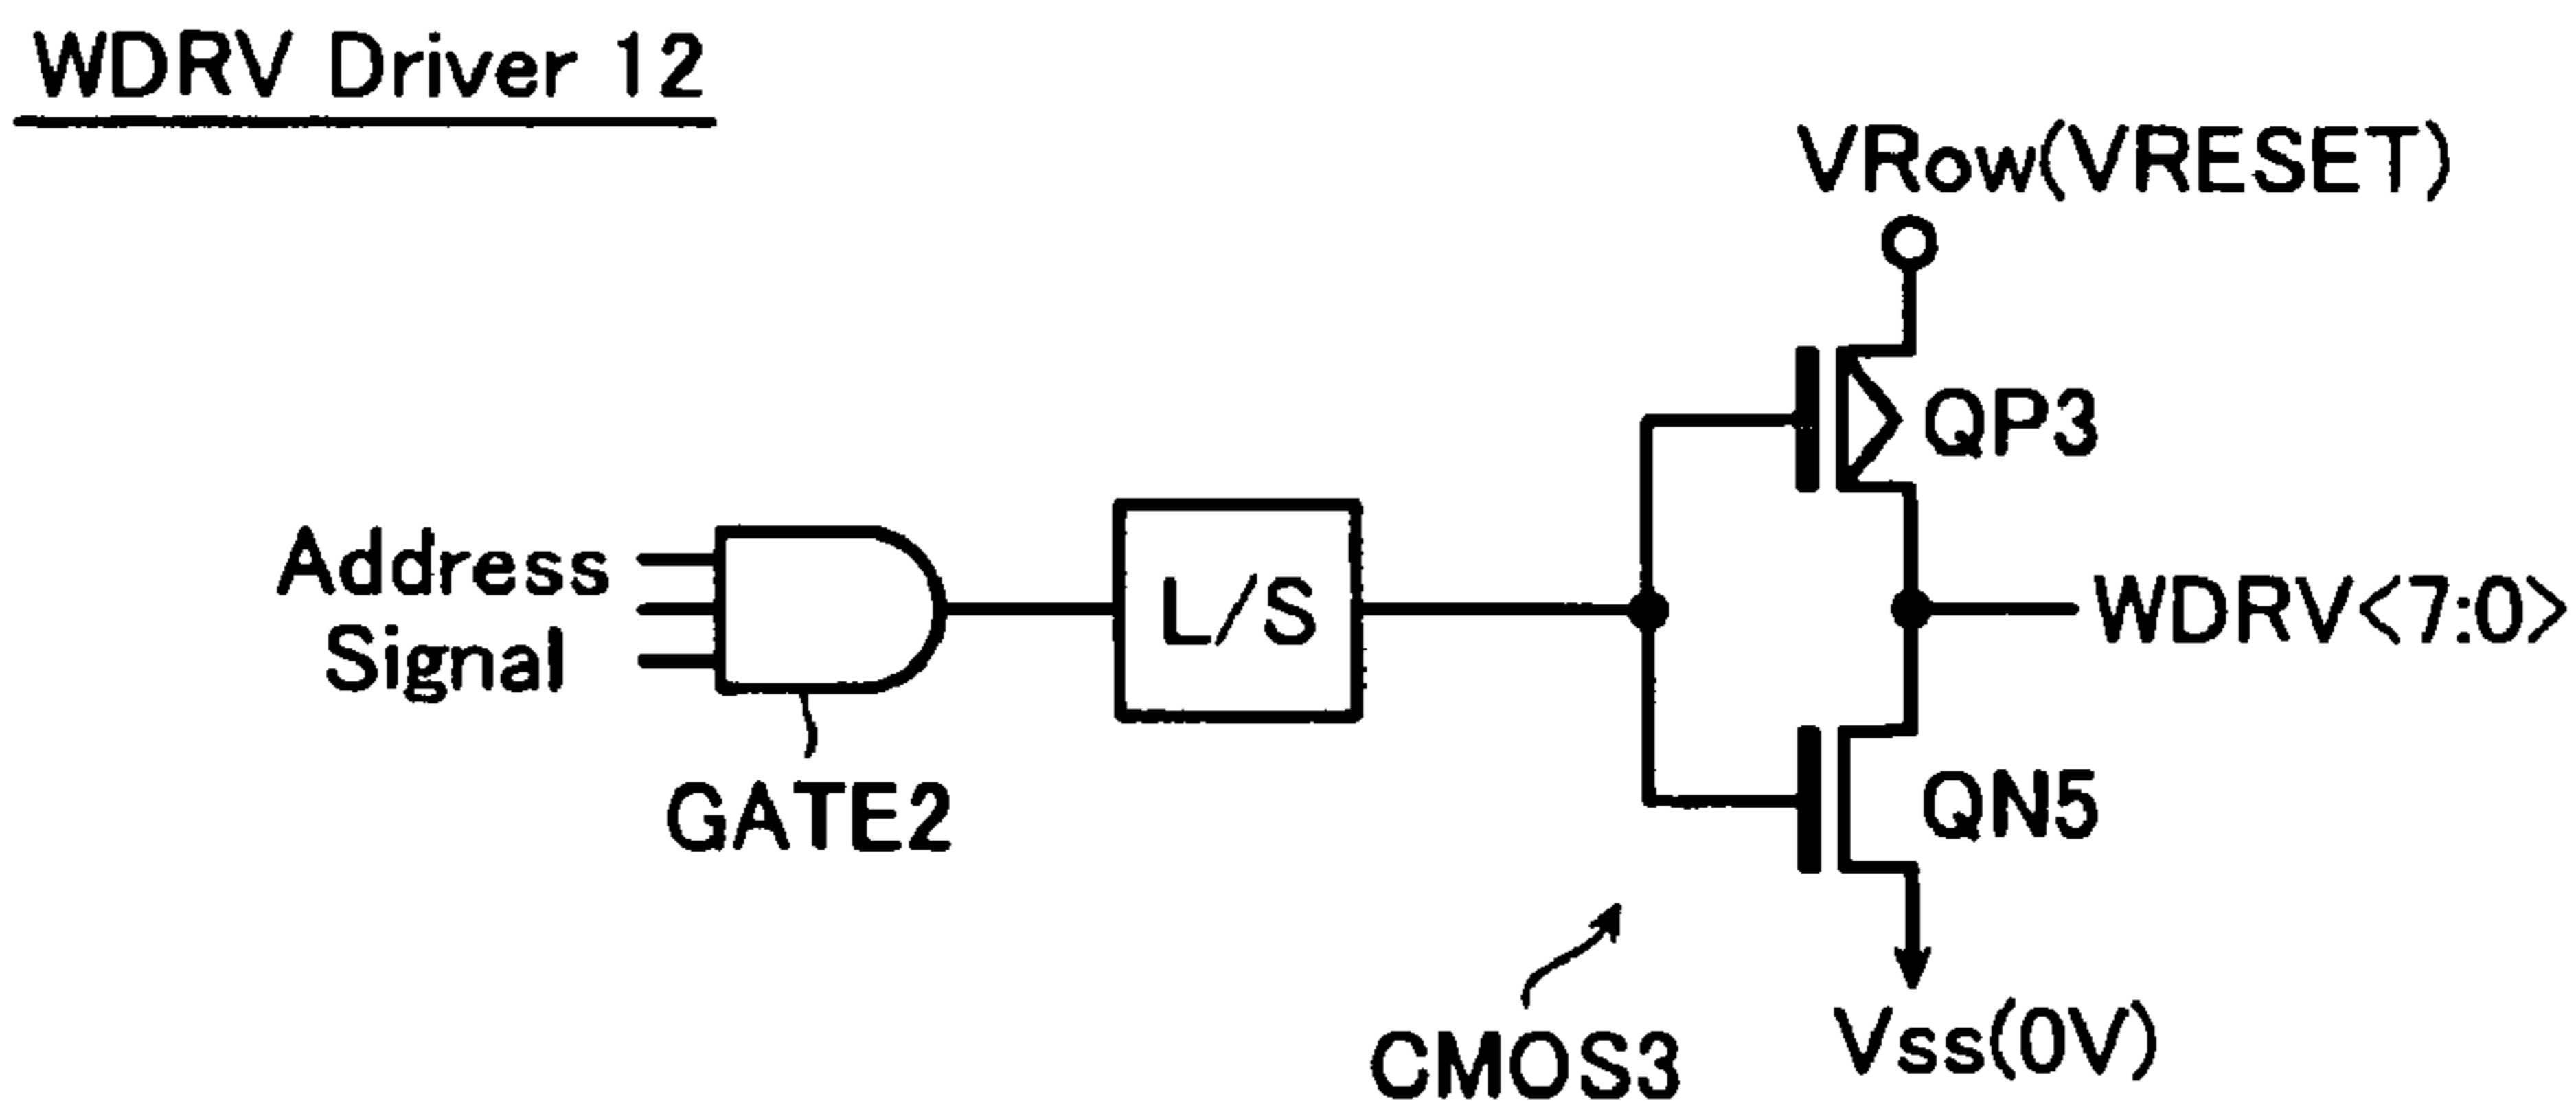 WDRV Driver 12
VRow(VRESET)
QP3
Address
Signal
L/S
WDRV<7:0>
GATE2
QN5
CMOS3
Vss(0V)